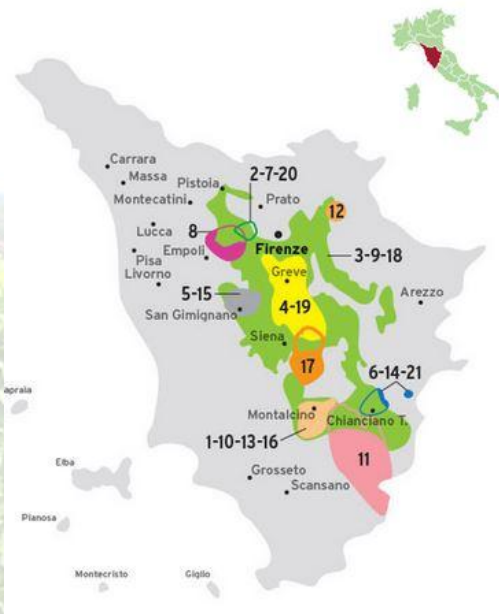 Carrara
Massa
Pistoia
2-7-20
Montecatini
Prato
12
Lucca
8
Firenze
Pisa
Empoli
3-9-18
Livorno
Greve
5-15
4-19
Arezzo
San Gimignano
Siena
17
6-14-21
Montalcino
Chianciano T.
1-10-13-16
11
apraia
Elba
Grosseto
Scansano
Pianosa
Montecristo
Giglio